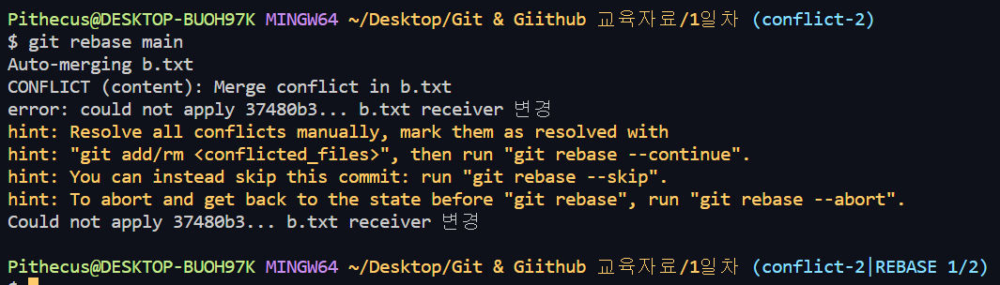 Pithecus@DESKTOP-BUOH97K MINGW64 ~/Desktop/Git & Giithub 교육자료/1일차 (conflict-2)
$ git rebase main
Auto-merging b.txt
CONFLICT (content): Merge conflict in b.txt
error: could not apply 37480b3... b.txt receiver 변경
hint: Resolve all conflicts manually, mark them as resolved with
hint: "git add/rm <conflicted_files>", then run "git rebase --continue".
hint: You can instead skip this commit: run "git rebase --skip".
hint: To abort and get back to the state before "git rebase", run "git rebase --abort".
Could not apply 37480b3... b.txt receiver 변경
Pithecus@DESKTOP-BUOH97K MINGW64 ~/Desktop/Git & Giithub 교육자료/1일차 (conflict-2|REBASE 1/2)
$